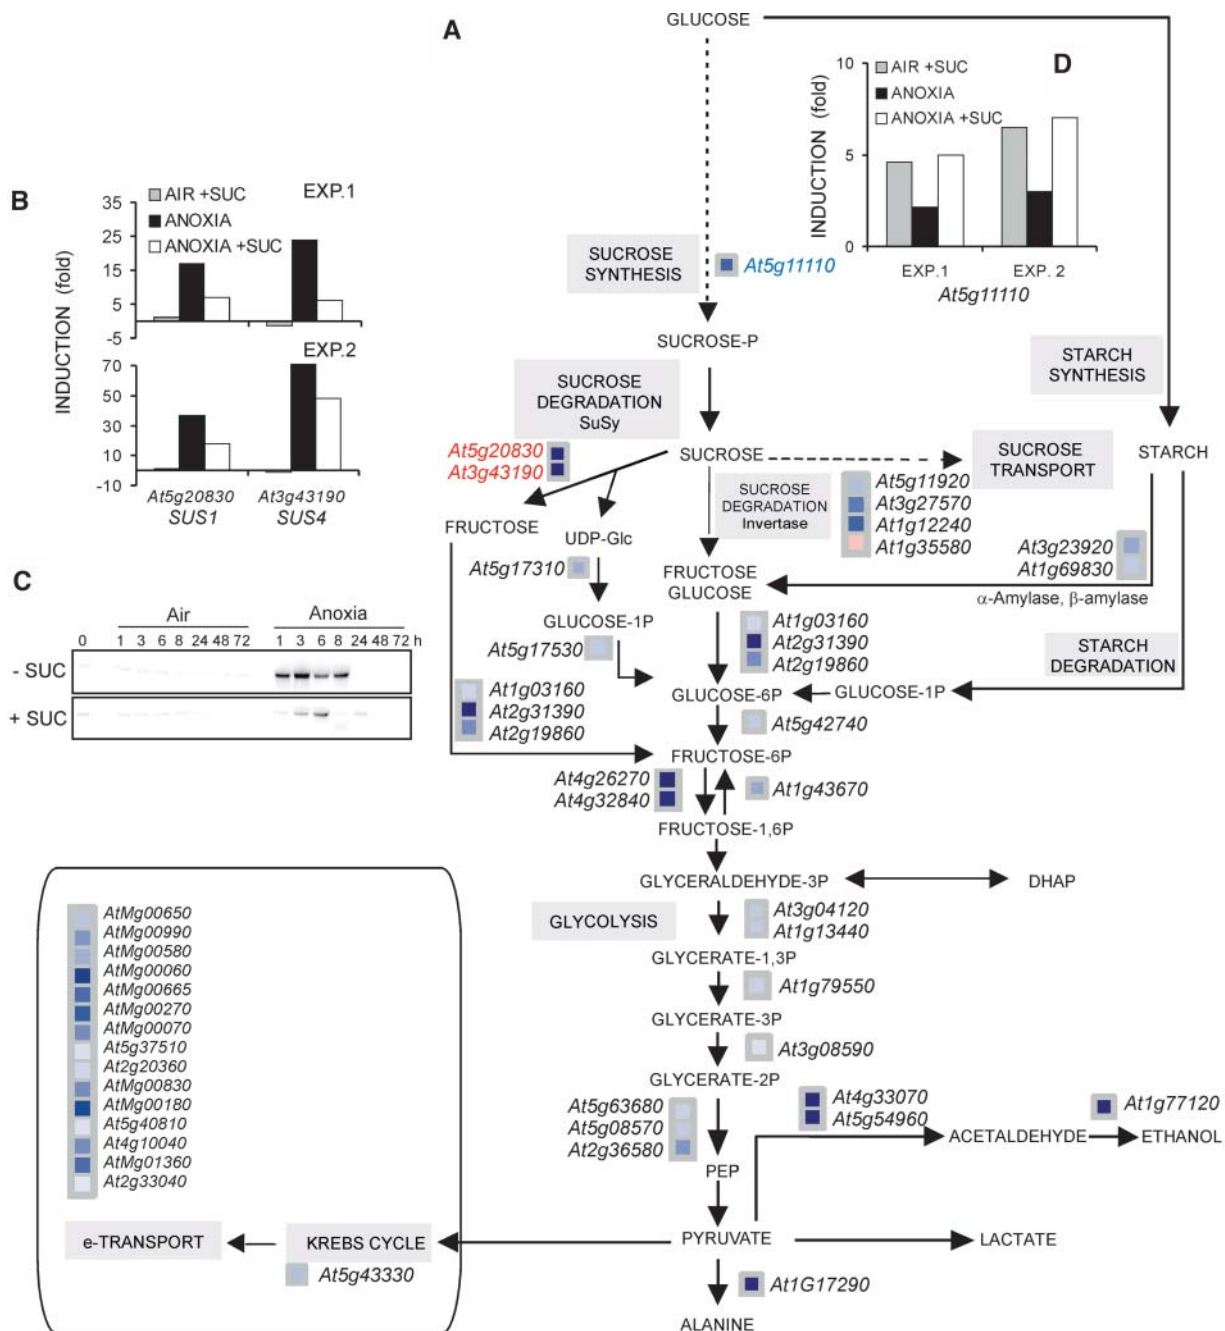 A
GLUCOSE
D
10
5
0
INDUCTION (fold)
AIR +SUC
ANOXIA
ANOXIA +SUC
EXP.1
EXP. 2
At5g11110
B
INDUCTION (fold)
AIR +SUC
ANOXIA
ANOXIA +SUC
EXP.1
35
25
15
5
-5
EXP.2
70
50
30
10
-10
At5g20830
At3g43190
SUS1
SUS4
SUCROSE
SYNTHESIS
At5g11110
SUCROSE-P
SUCROSE
DEGRADATION
SuSy
At5g20830
At3g43190
SUCROSE
SUCROSE
TRANSPORT
STARCH
SYNTHESIS
STARCH
FRUCTOSE
UDP-Glc
SUCROSE
DEGRADATION
Invertase
At5g11920
At3g27570
At1g12240
At1g35580
At3g23920
At1g69830
α-Amylase, β-amylase
At5g17310
FRUCTOSE
GLUCOSE
GLUCOSE-1P
At5g17530
At1g03160
At2g31390
At2g19860
STARCH
DEGRADATION
At1g03160
At2g31390
At2g19860
GLUCOSE-6P
GLUCOSE-1P
At5g42740
FRUCTOSE-6P
At4g26270
At4g32840
At1g43670
FRUCTOSE-1,6P
C
Air
Anoxia
0 1 3 6 8 24 48 72 1 3 6 8 24 48 72 h
- SUC
+ SUC
GLYCERALDEHYDE-3P
DHAP
GLYCOLYSIS
At3g04120
At1g13440
GLYCERATE-1,3P
At1g79550
GLYCERATE-3P
At3g08590
GLYCERATE-2P
At5g63680
At5g08570
At2g36580
PEP
At4g33070
At5g54960
At1g77120
ACETALDEHYDE
ETHANOL
PYRUVATE
LACTATE
At1G17290
ALANINE
AtMg00650
AtMg00990
AtMg00580
AtMg00060
AtMg00665
AtMg00270
AtMg00070
At5g37510
At2g20360
AtMg00830
AtMg00180
At5g40810
At4g10040
AtMg01360
At2g33040
e-TRANSPORT
KREBS CYCLE
At5g43330